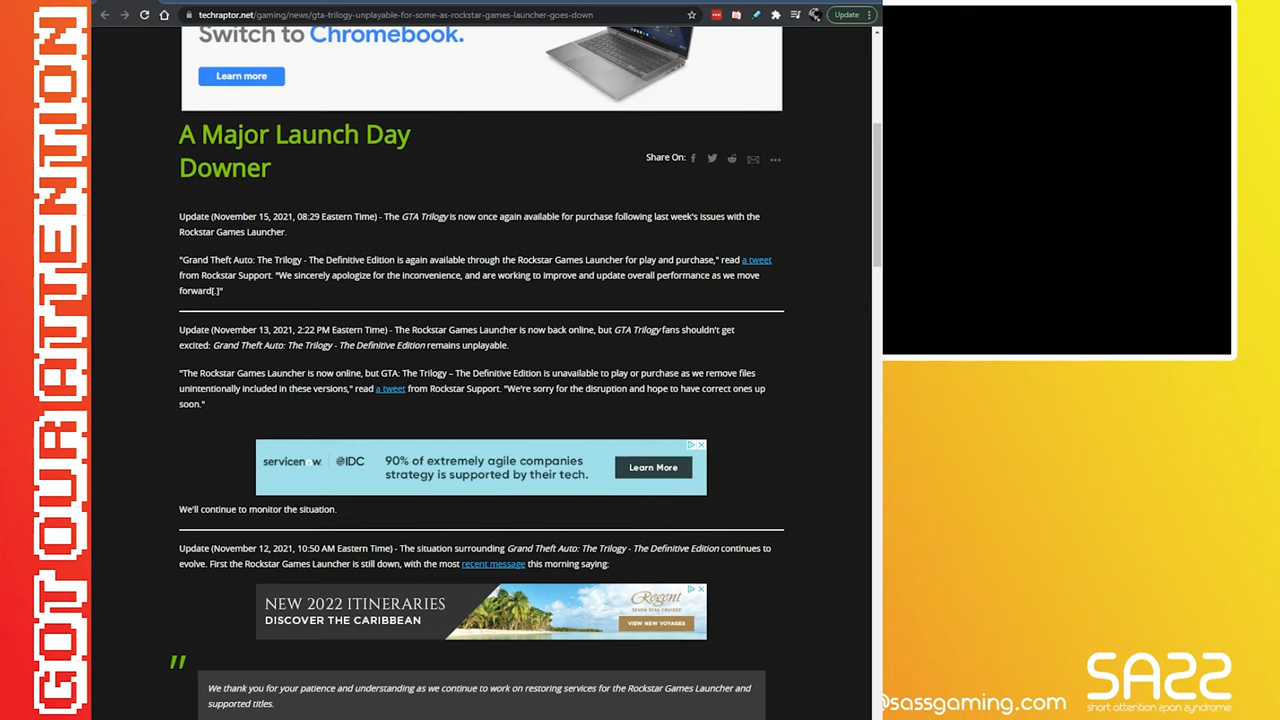 GOT OUR ATTENTION
techraptor.net/gaming/news/gta-trilogy-unplayable-for-some-as-rockstar-games-launcher-goes-down
Update
Switch to Chromebook.
Learn more
A Major Launch Day
Downer
Share On:
Update (November 15, 2021, 08:29 Eastern Time) - The GTA Trilogy is now once again available for purchase following last week's issues with the
Rockstar Games Launcher.
"Grand Theft Auto: The Trilogy - The Definitive Edition is again available through the Rockstar Games Launcher for play and purchase," read a tweet
from Rockstar Support. "We sincerely apologize for the inconvenience, and are working to improve and update overall performance as we move
forward[.]"
Update (November 13, 2021, 2:22 PM Eastern Time) - The Rockstar Games Launcher is now back online, but GTA Trilogy fans shouldn't get
excited: Grand Theft Auto: The Trilogy - The Definitive Edition remains unplayable.
"The Rockstar Games Launcher is now online, but GTA: The Trilogy – The Definitive Edition is unavailable to play or purchase as we remove files
unintentionally included in these versions," read a tweet from Rockstar Support. "We're sorry for the disruption and hope to have correct ones up
soon."
servicenow. IDC
90% of extremely agile companies
strategy is supported by their tech.
Learn More
We'll continue to monitor the situation.
Update (November 12, 2021, 10:50 AM Eastern Time) - The situation surrounding Grand Theft Auto: The Trilogy - The Definitive Edition continues to
evolve. First the Rockstar Games Launcher is still down, with the most recent message this morning saying:
NEW 2022 ITINERARIES
DISCOVER THE CARIBBEAN
Regent
SEVEN SEAS CRUISES
VIEW NEW VOYAGES
"
We thank you for your patience and understanding as we continue to work on restoring services for the Rockstar Games Launcher and
supported titles.
SASS
short attention span syndrome
@sassgaming.com